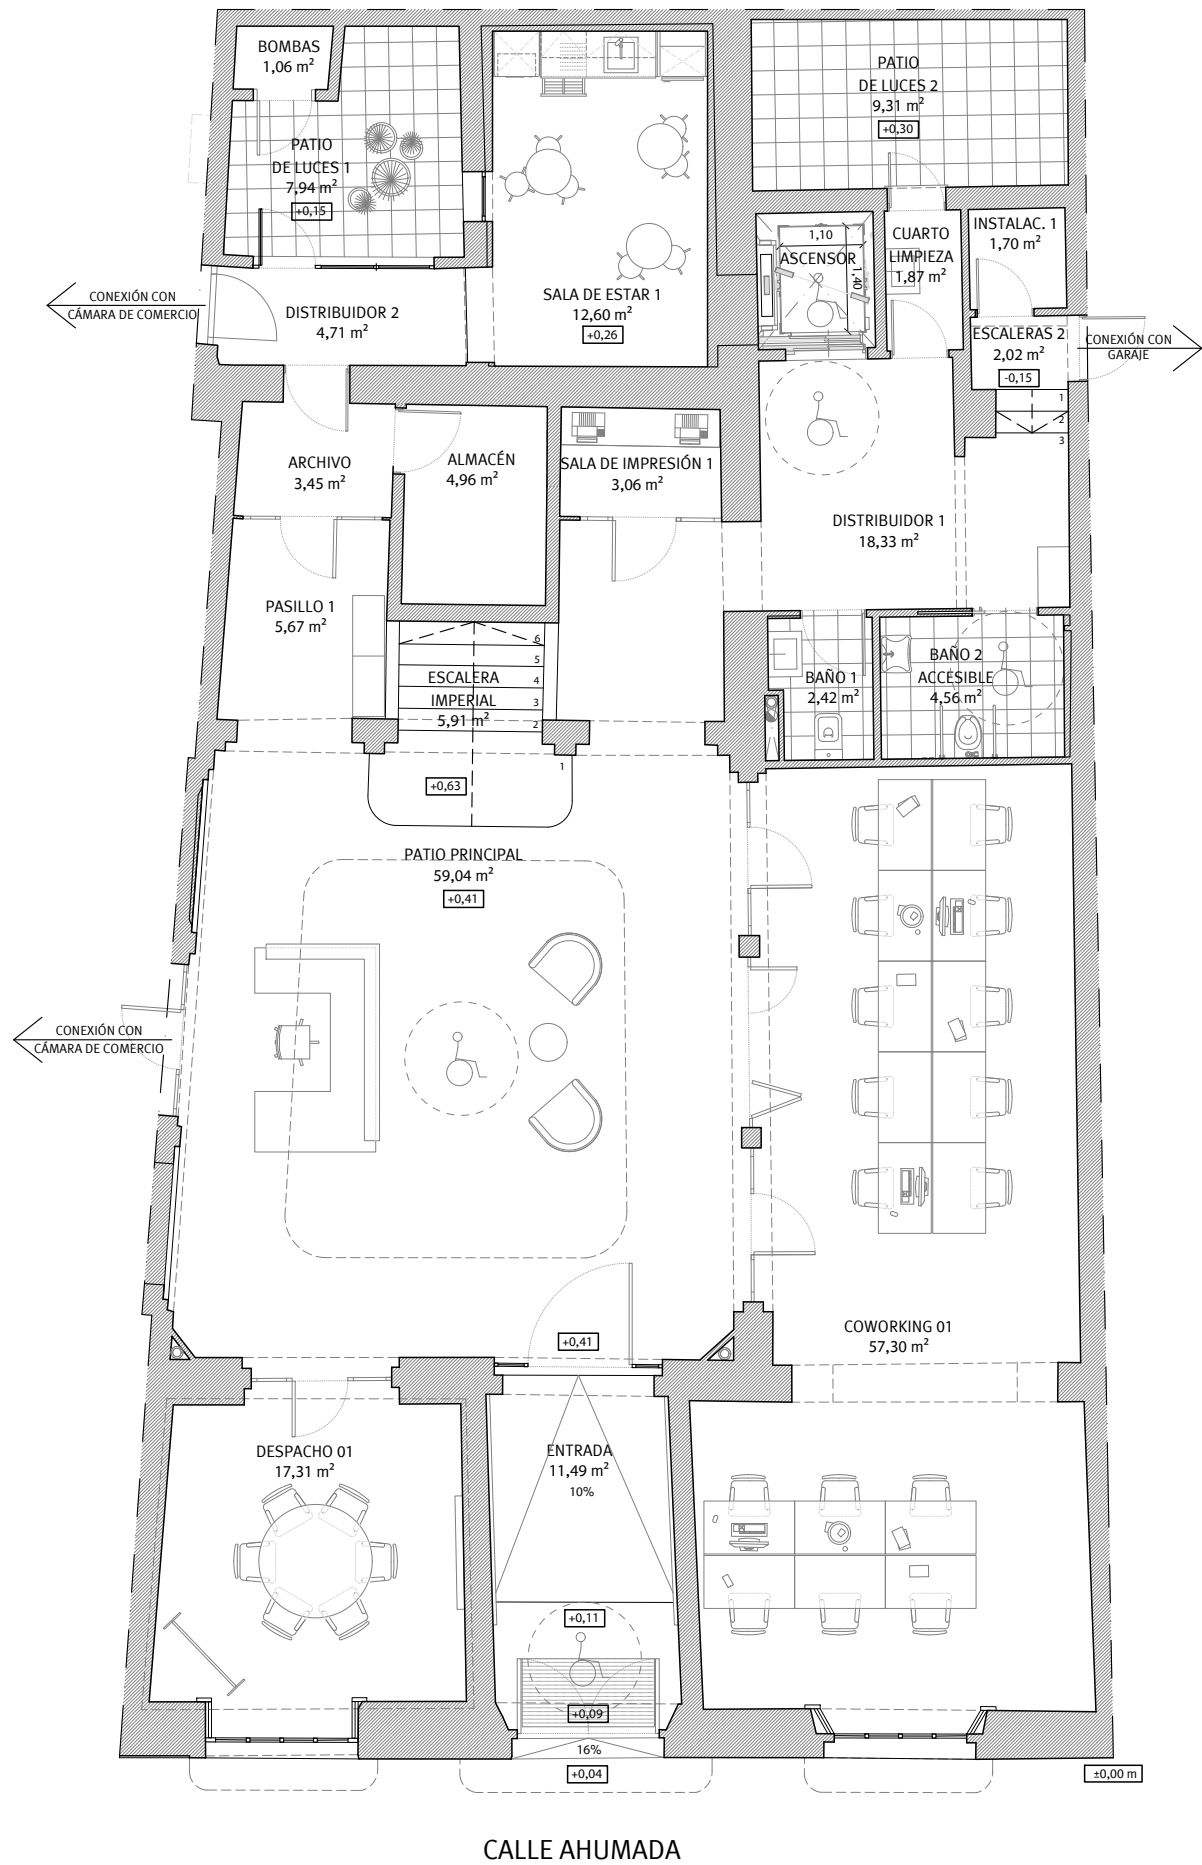 BOMBAS
1,06 m²
PATIO
DE LUCES 1
7,94 m²
+0,15
PATIO
DE LUCES 2
9,31 m²
+0,30
1,10
ASCENSOR
1,40
CUARTO
LIMPIEZA
1,87 m²
INSTALAC. 1
1,70 m²
CONEXIÓN CON
CÁMARA DE COMERCIO
DISTRIBUIDOR 2
4,71 m²
SALA DE ESTAR 1
12,60 m²
+0,26
ESCALERAS 2
2,02 m²
-0,15
CONEXIÓN CON
GARAJE
1
2
3
ARCHIVO
3,45 m²
ALMACÉN
4,96 m²
SALA DE IMPRESIÓN 1
3,06 m²
DISTRIBUIDOR 1
18,33 m²
PASILLO 1
5,67 m²
6
5
4
3
2
1
ESCALERA
IMPERIAL
5,91 m²
+0,63
BAÑO 1
2,42 m²
BAÑO 2
ACCESIBLE
4,56 m²
PATIO PRINCIPAL
59,04 m²
+0,41
CONEXIÓN CON
CÁMARA DE COMERCIO
COWORKING 01
57,30 m²
+0,41
DESPACHO 01
17,31 m²
ENTRADA
11,49 m²
10%
+0,11
+0,09
16%
+0,04
±0,00 m
CALLE AHUMADA